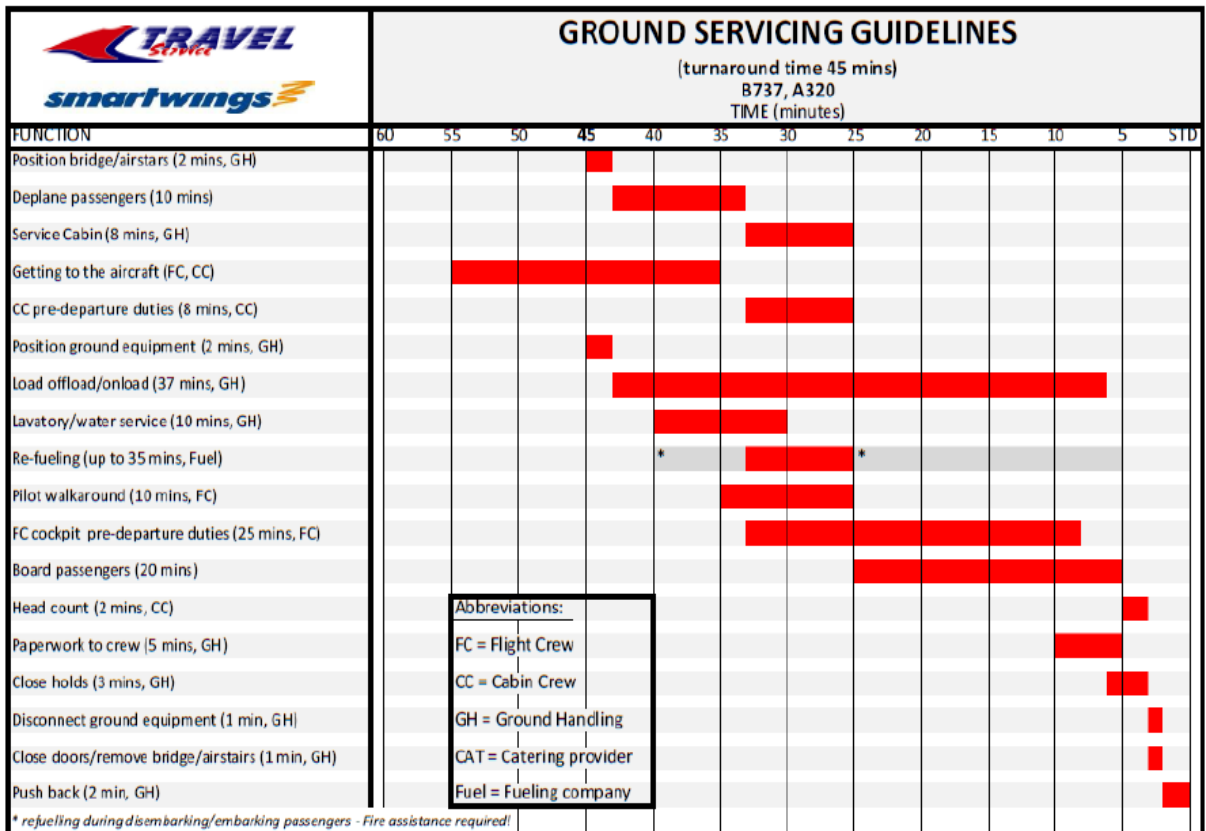 TRAVEL
Service
smartwings
GROUND SERVICING GUIDELINES
(turnaround time 45 mins)
B737, A320
TIME (minutes)
FUNCTION 60 55 50 45 40 35 30 25 20 15 10 5 STD
Position bridge/airstars (2 mins, GH)
Deplane passengers (10 mins)
Service Cabin (8 mins, GH)
Getting to the aircraft (FC, CC)
CC pre-departure duties (8 mins, CC)
Position ground equipment (2 mins, GH)
Load offload/onload (37 mins, GH)
Lavatory/water service (10 mins, GH)
Re-fueling (up to 35 mins, Fuel) * *
Pilot walkaround (10 mins, FC)
FC cockpit pre-departure duties (25 mins, FC)
Board passengers (20 mins)
Head count (2 mins, CC)
Paperwork to crew (5 mins, GH)
Close holds (3 mins, GH)
Disconnect ground equipment (1 min, GH)
Close doors/remove bridge/airstairs (1 min, GH)
Push back (2 min, GH)
Abbreviations:
FC = Flight Crew
CC = Cabin Crew
GH = Ground Handling
CAT = Catering provider
Fuel = Fueling company
* refuelling during disembarking/embarking passengers - Fire assistance required!